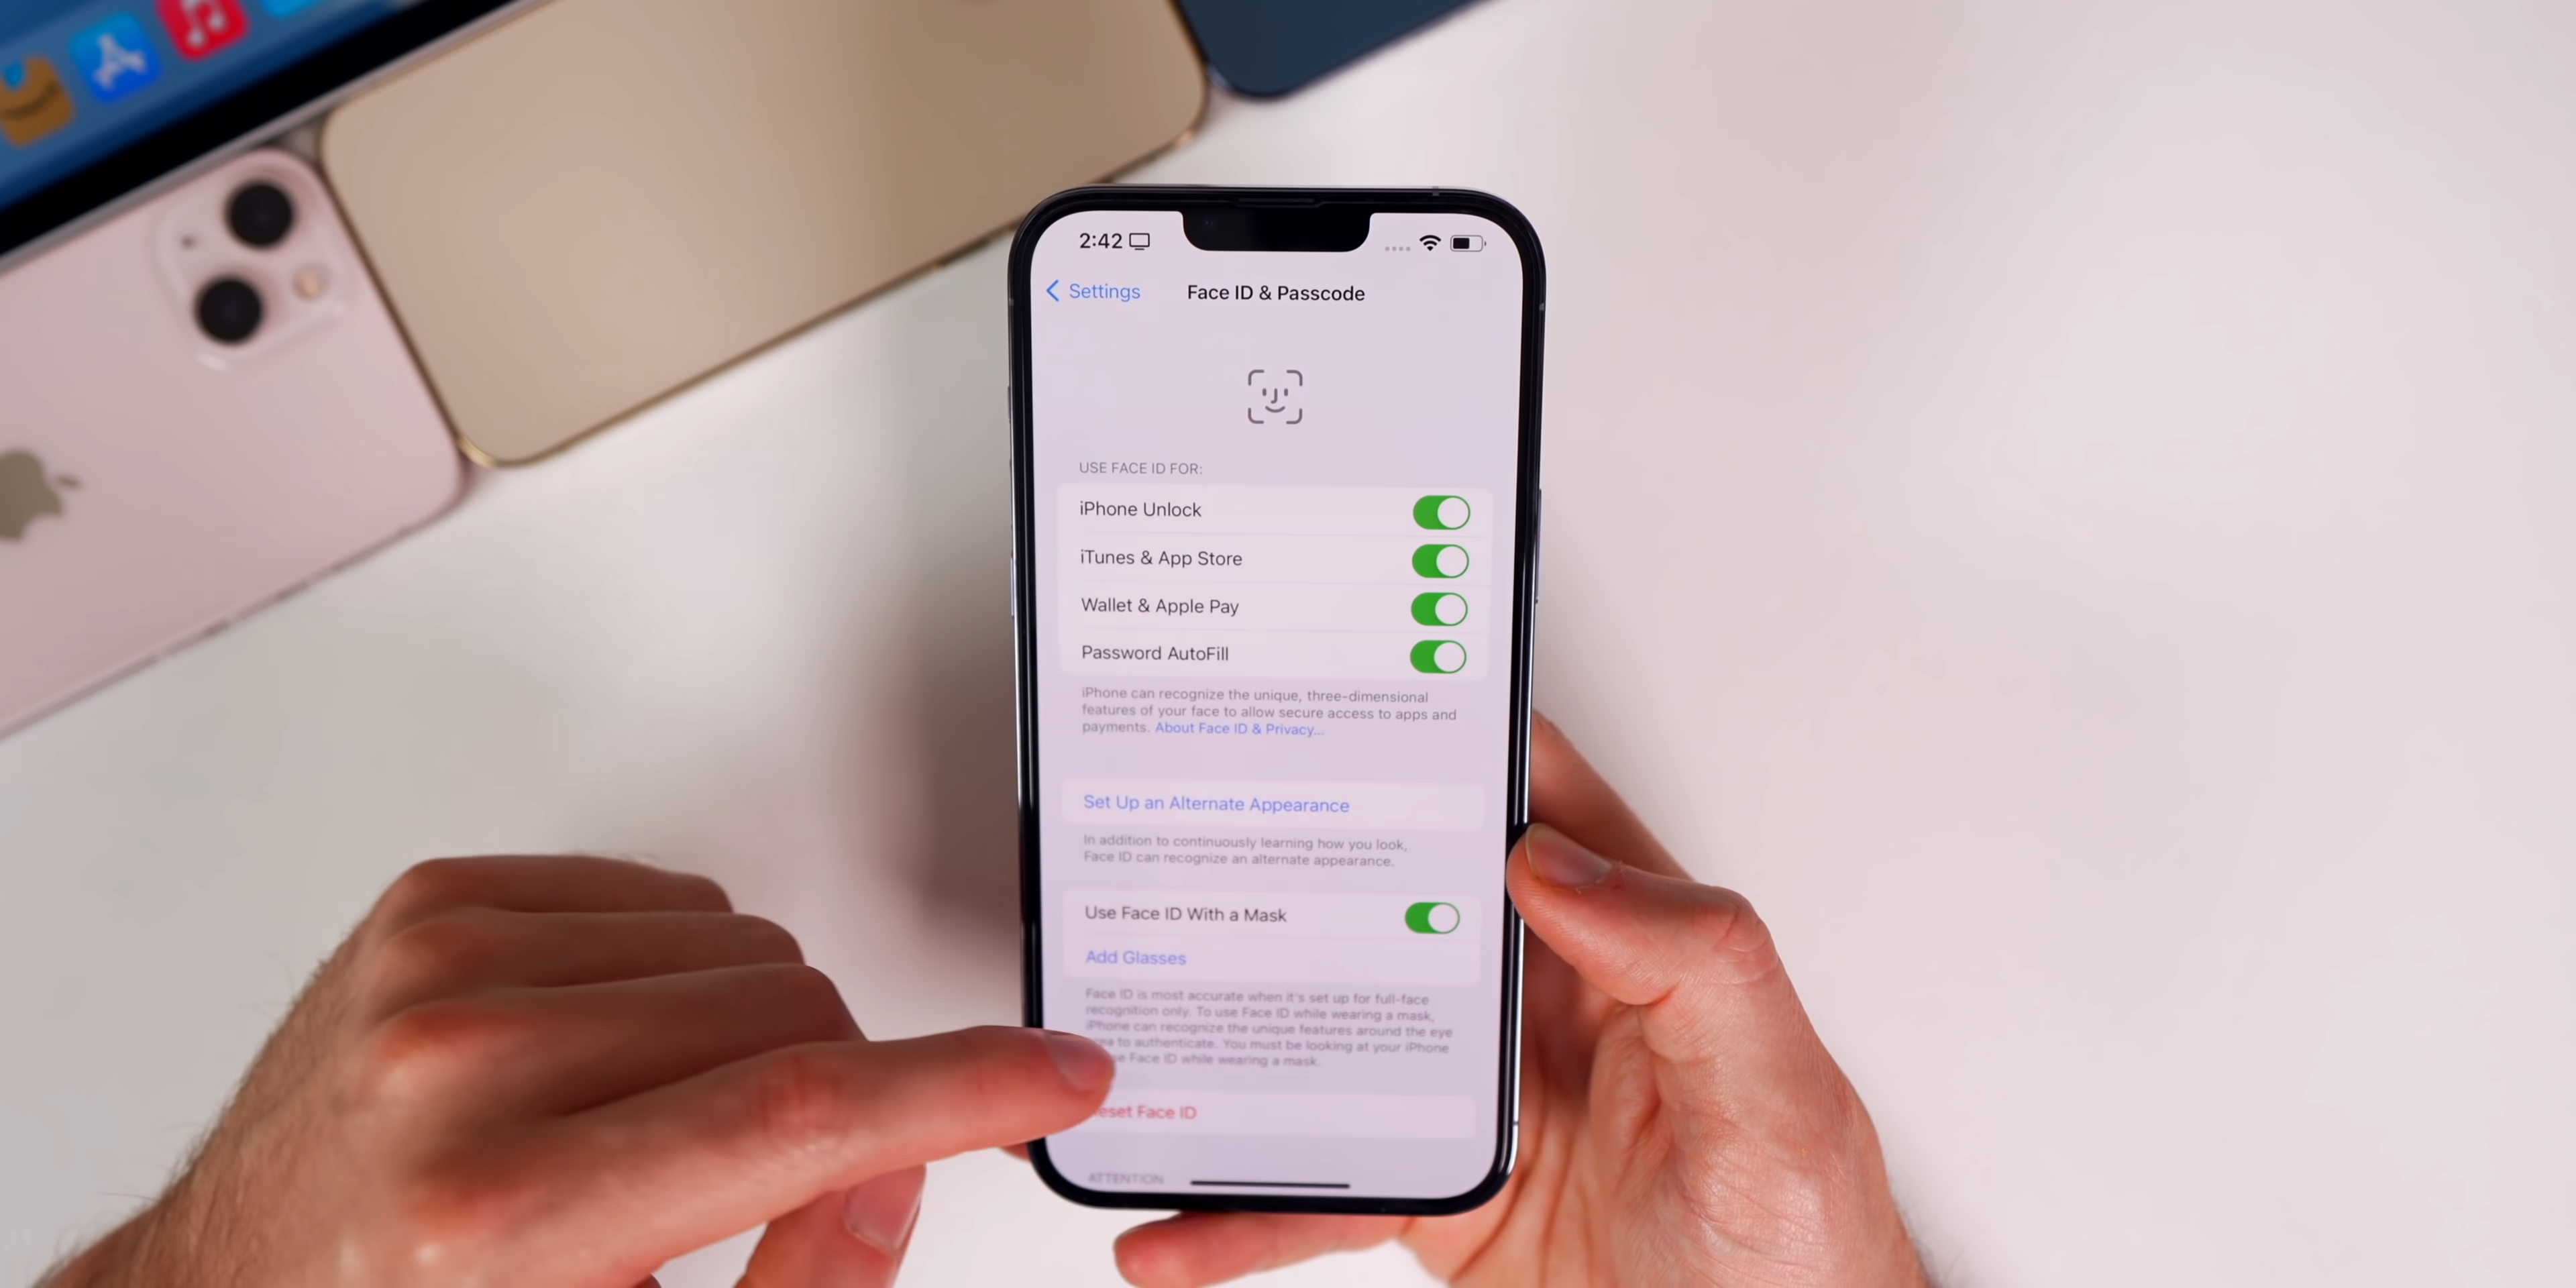 2:42
Settings
Face ID & Passcode
USE FACE ID FOR:
iPhone Unlock
iTunes & App Store
Wallet & Apple Pay
Password AutoFill
iPhone can recognize the unique, three-dimensional
features of your face to allow secure access to apps and
payments. About Face ID & Privacy...
Set Up an Alternate Appearance
In addition to continuously learning how you look,
Face ID can recognize an alternate appearance.
Use Face ID With a Mask
Add Glasses
Face ID is most accurate when it's set up for full-face
recognition only. To use Face ID while wearing a mask,
iPhone can recognize the unique features around the eye
to authenticate. You must be looking at your iPhone
Face ID while wearing a mask.
eset Face ID
ATTENTION